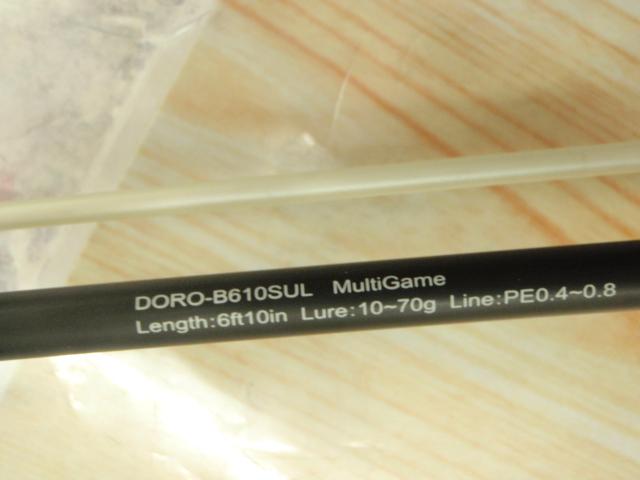 DORO-B610SUL MultiGame
Length:6ft10in Lure:10~70g Line:PE0.4~0.8